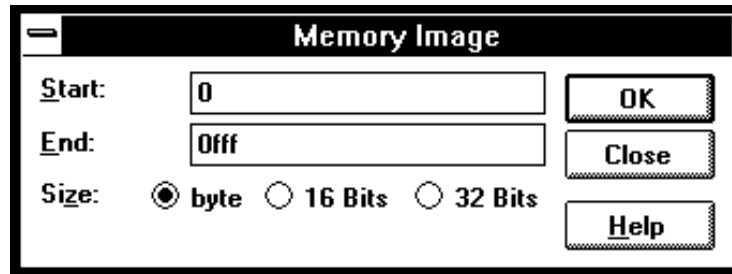 Memory Image
Start: 0 OK
End: 0fff Close
Size: byte 16 Bits 32 Bits
Help